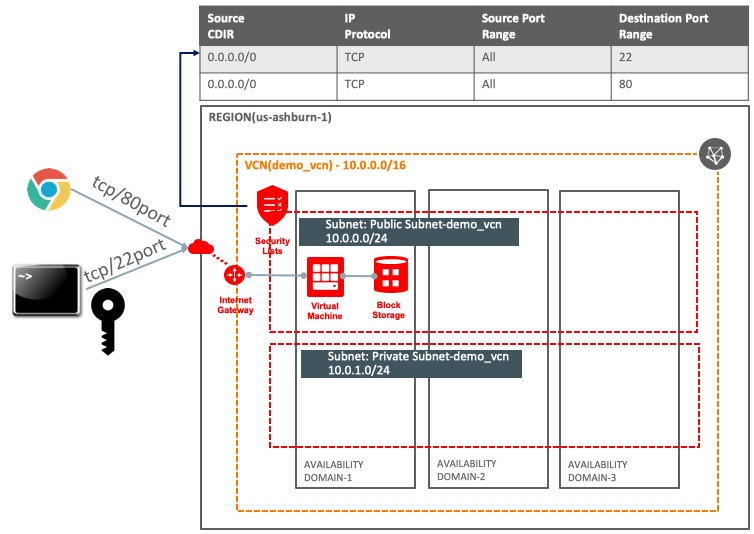 Source CDIR IP Protocol Source Port Range Destination Port Range
0.0.0.0/0 TCP All 22
0.0.0.0/0 TCP All 80
REGION(us-ashburn-1)
VCN(demo_vcn) - 10.0.0.0/16
tcp/80port
tcp/22port
>-
Security
Lists
Subnet: Public Subnet-demo_vcn
10.0.0.0/24
Internet
Gateway
Virtual
Machine
Block
Storage
Subnet: Private Subnet-demo_vcn
10.0.1.0/24
AVAILABILITY
DOMAIN-1
AVAILABILITY
DOMAIN-2
AVAILABILITY
DOMAIN-3